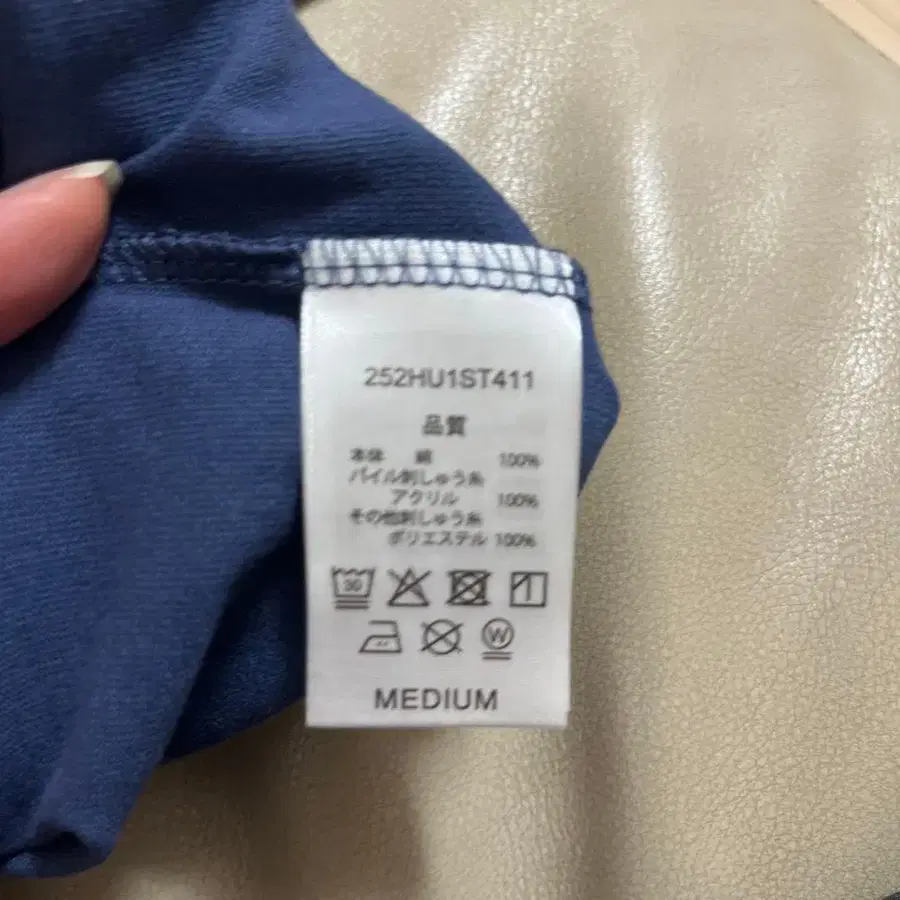 252HU1ST411
品質
本体 綿 100%
パイル刺しゅう糸
アクリル 100%
その他刺しゅう糸
ポリエステル 100%
30
W
MEDIUM